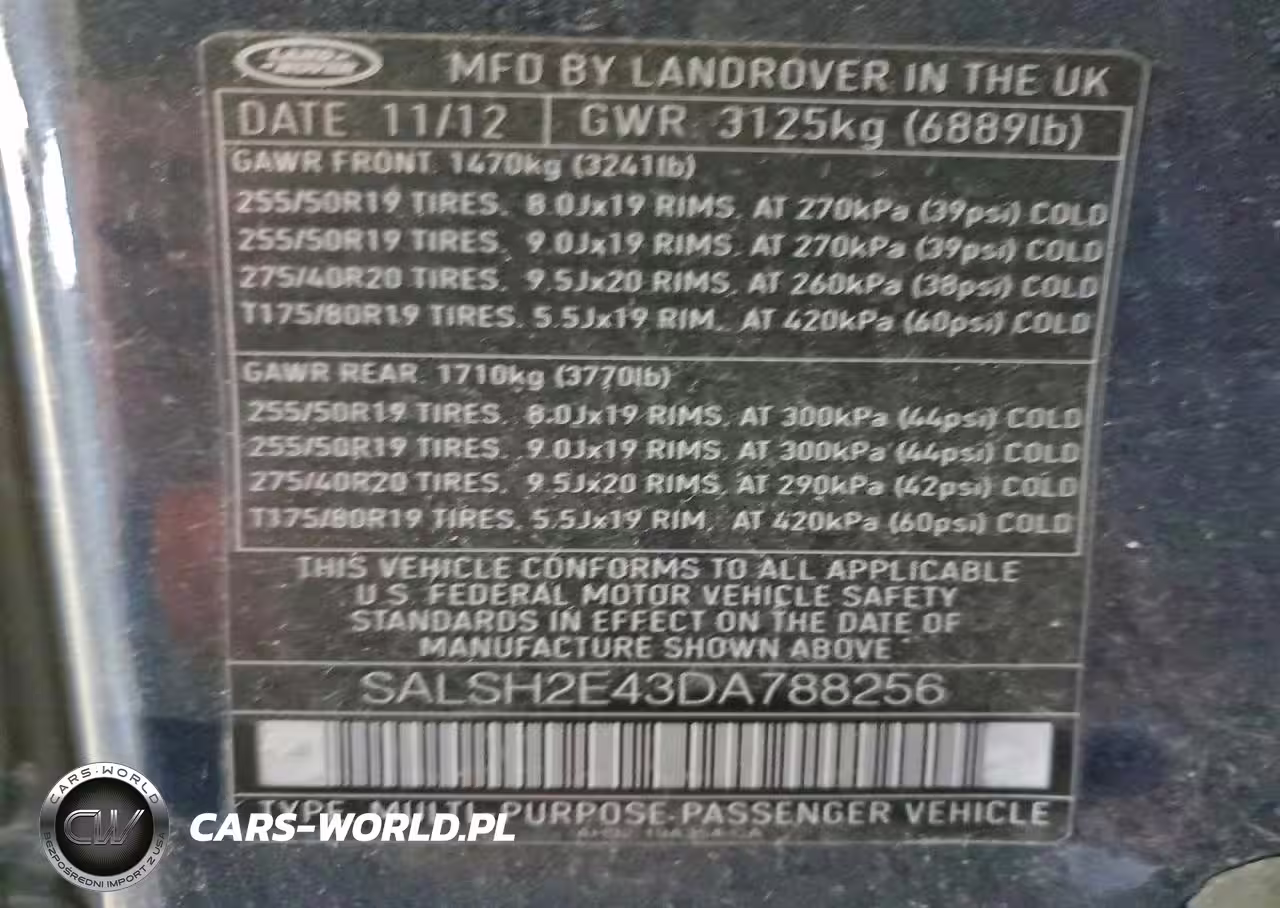 LAND ROVER
MFD BY LANDROVER IN THE UK
DATE 11/12 GWR 3125kg (6889lb)
GAWR FRONT 1470kg (3241lb)
255/50R19 TIRES. 8.0Jx19 RIMS. AT 270kPa (39psi) COLD
255/50R19 TIRES. 9.0Jx19 RIMS. AT 270kPa (39psi) COLD
275/40R20 TIRES. 9.5Jx20 RIMS. AT 260kPa (38psi) COLD
T175/80R19 TIRES. 5.5Jx19 RIM. AT 420kPa (60psi) COLD
GAWR REAR 1710kg (3770lb)
255/50R19 TIRES. 8.0Jx19 RIMS. AT 300kPa (44psi) COLD
255/50R19 TIRES. 9.0Jx19 RIMS. AT 300kPa (44psi) COLD
275/40R20 TIRES. 9.5Jx20 RIMS. AT 290kPa (42psi) COLD
T175/80R19 TIRES. 5.5Jx19 RIM. AT 420kPa (60psi) COLD
THIS VEHICLE CONFORMS TO ALL APPLICABLE
U.S. FEDERAL MOTOR VEHICLE SAFETY
STANDARDS IN EFFECT ON THE DATE OF
MANUFACTURE SHOWN ABOVE
SALSH2E43DA788256
TYPE MULTI-PURPOSE PASSENGER VEHICLE
CARS-WORLD
CW
BEZPOŚREDNI IMPORT Z USA
CARS-WORLD.PL